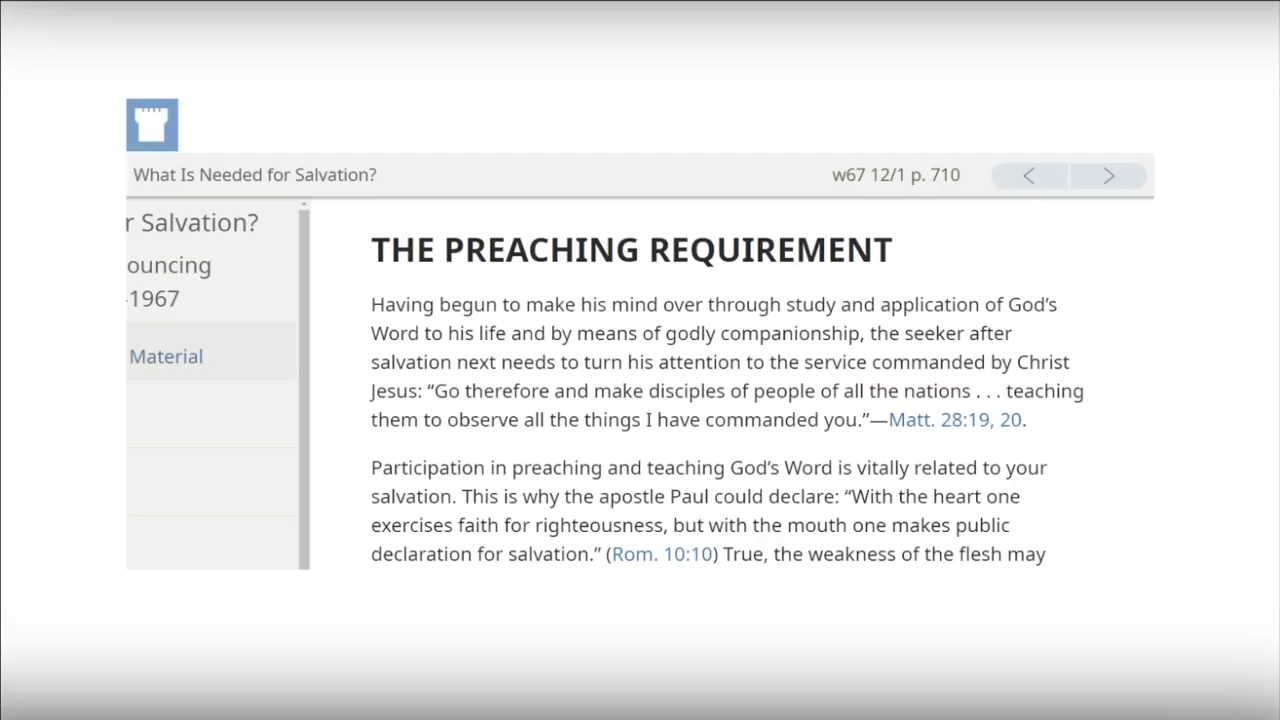 What Is Needed for Salvation?
w67 12/1 p. 710
r Salvation?
ouncing
-1967
Material
THE PREACHING REQUIREMENT
Having begun to make his mind over through study and application of God’s
Word to his life and by means of godly companionship, the seeker after
salvation next needs to turn his attention to the service commanded by Christ
Jesus: “Go therefore and make disciples of people of all the nations . . . teaching
them to observe all the things I have commanded you.”—Matt. 28:19, 20.
Participation in preaching and teaching God’s Word is vitally related to your
salvation. This is why the apostle Paul could declare: “With the heart one
exercises faith for righteousness, but with the mouth one makes public
declaration for salvation.” (Rom. 10:10) True, the weakness of the flesh may